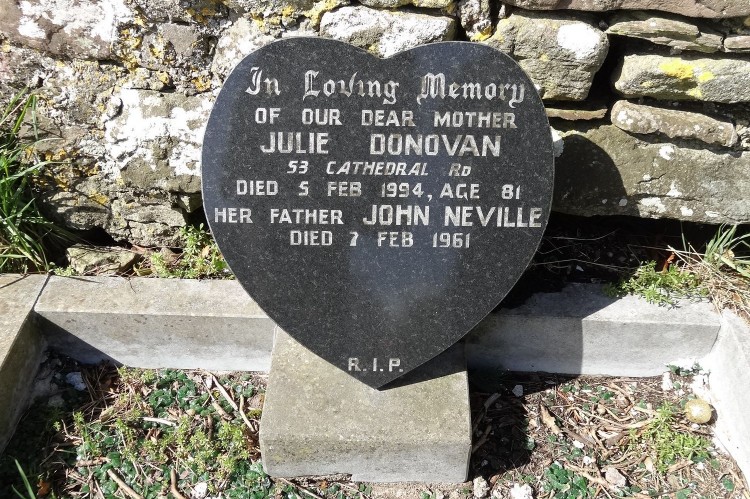 In Loving Memory
OF OUR DEAR MOTHER
JULIE DONOVAN
53 CATHEDRAL RD
DIED 5 FEB 1994, AGE 81
HER FATHER JOHN NEVILLE
DIED 7 FEB 1961
R.I.P.